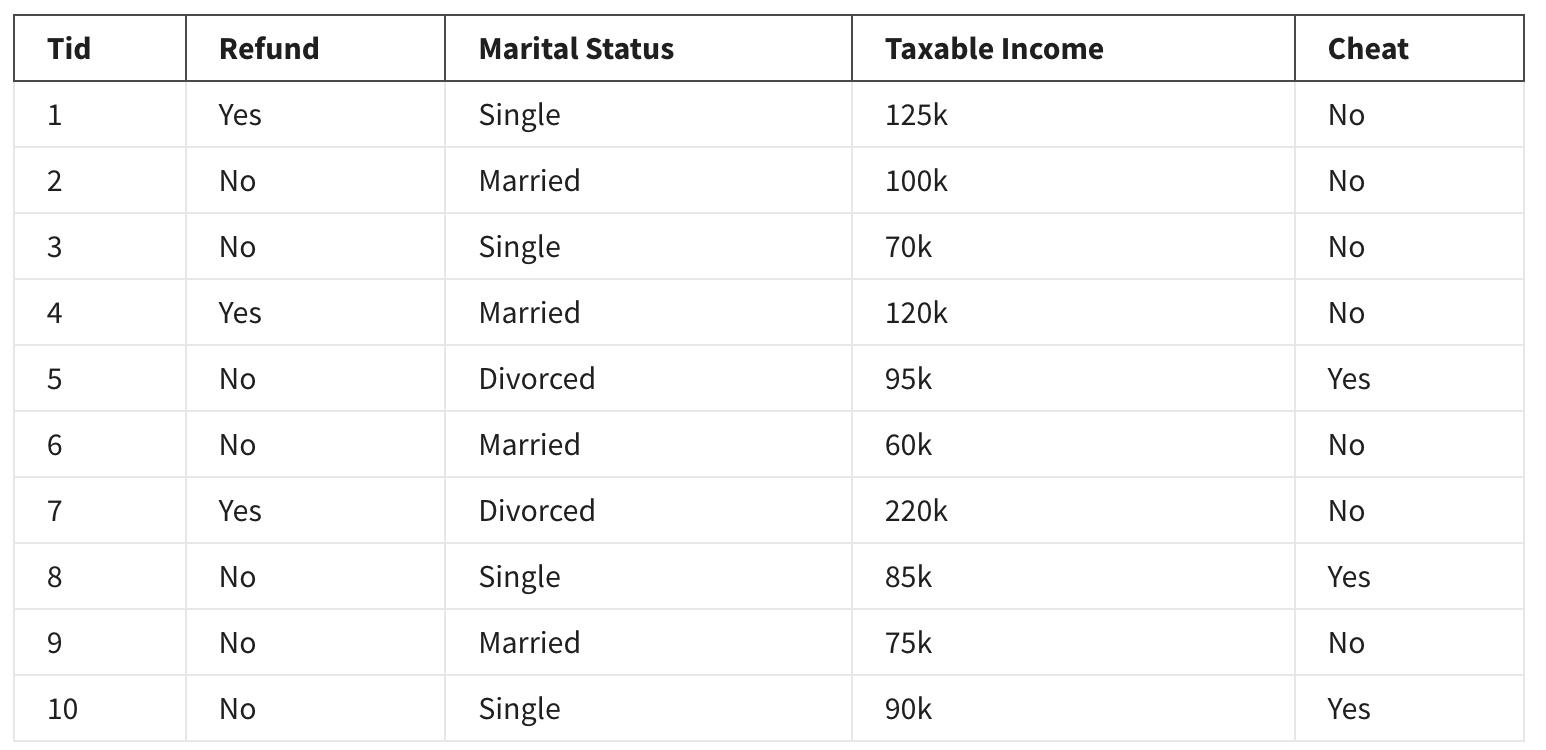 Tid Refund Marital Status Taxable Income Cheat
1 Yes Single 125k No
2 No Married 100k No
3 No Single 70k No
4 Yes Married 120k No
5 No Divorced 95k Yes
6 No Married 60k No
7 Yes Divorced 220k No
8 No Single 85k Yes
9 No Married 75k No
10 No Single 90k Yes